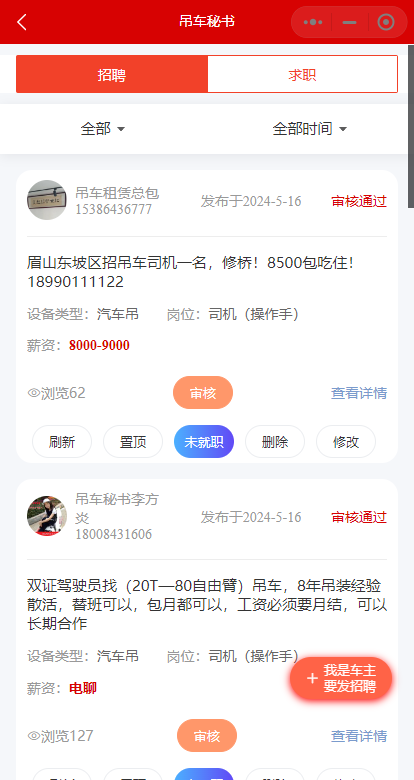 吊车秘书
招聘
求职
全部
全部时间
吊车租赁总包
15386436777
发布于2024-5-16
审核通过
眉山东坡区招吊车司机一名，修桥！8500包吃住！
18990111122
设备类型：汽车吊
岗位：司机（操作手）
薪资：8000-9000
浏览62
审核
查看详情
刷新
置顶
未就职
删除
修改
吊车秘书李方
炎
18008431606
发布于2024-5-16
审核通过
双证驾驶员找（20T—80自由臂）吊车，8年吊装经验
散活，替班可以，包月都可以，工资必须要月结，可以
长期合作
设备类型：汽车吊
岗位：司机（操作手）
薪资：电聊
+ 我是车主
要发招聘
浏览127
审核
查看详情